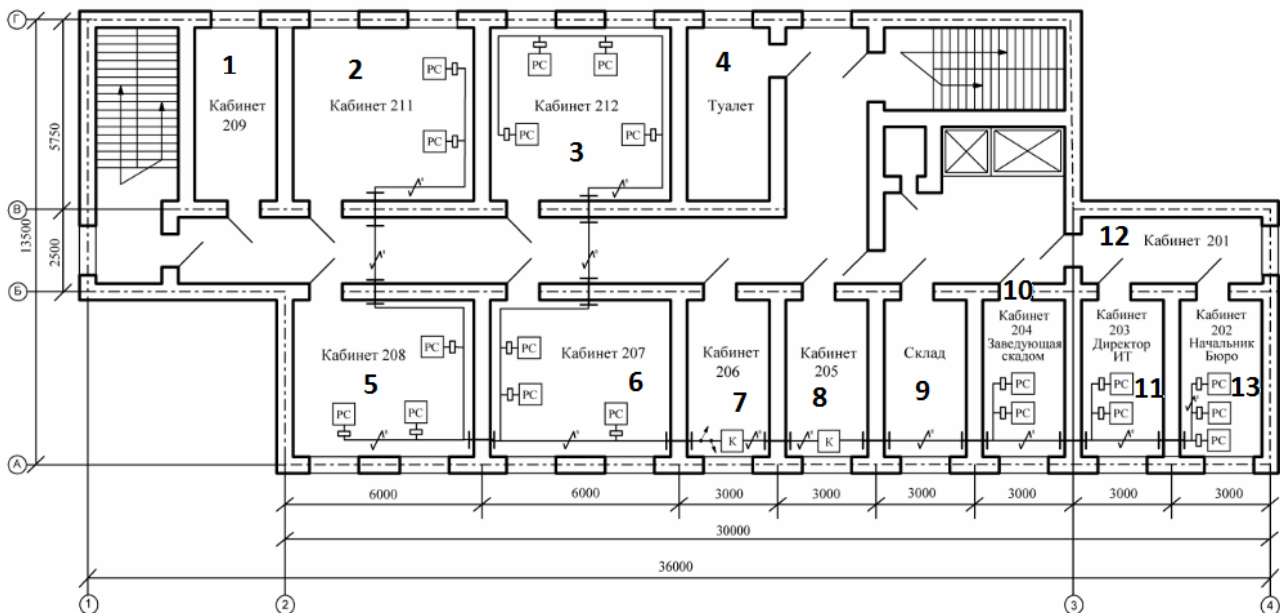 Г
1
2
3
4
РС
РС
РС
РС
РС
РС
Кабинет
209
Кабинет 211
Кабинет 212
Туалет
5750
В
13500
2500
12
Кабинет 201
Б
10
Кабинет 208
5
РС
РС
РС
Кабинет 207
6
РС
РС
РС
Кабинет
206
7
К
Кабинет
205
8
К
Склад
9
Кабинет
204
Заведующая
скадом
РС
РС
Кабинет
203
Директор
ИТ
РС
11
РС
Кабинет
202
Начальник
Бюро
РС
13
РС
РС
А
6000
6000
3000
3000
3000
3000
3000
3000
30000
36000
1
2
3
4